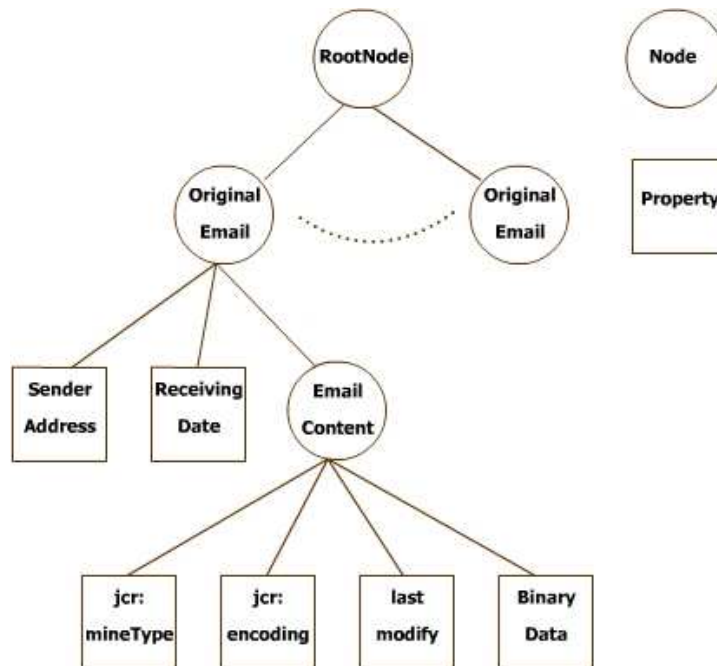 RootNode
Node
Original
Email
Original
Email
Property
Sender
Address
Receiving
Date
Email
Content
jcr:
mineType
jcr:
encoding
last
modify
Binary
Data